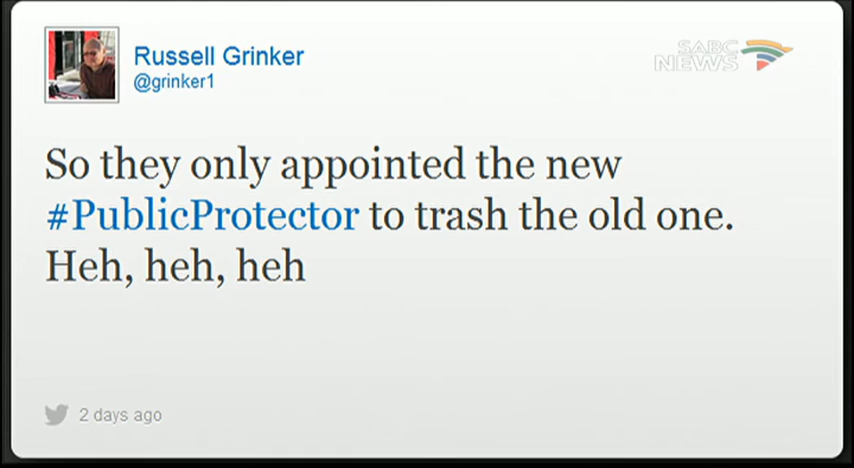 Russell Grinker
@grinker1
SABC
NEWS
So they only appointed the new
#PublicProtector to trash the old one.
Heh, heh, heh
2 days ago